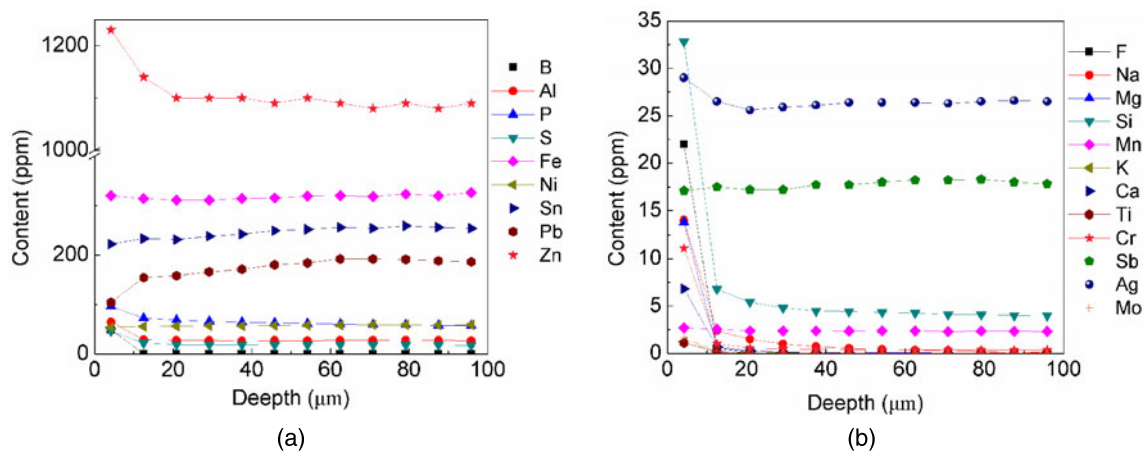 1200
1000
200
0
Content (ppm)
0 20 40 60 80 100
Deepth (μm)
B
Al
P
S
Fe
Ni
Sn
Pb
Zn
(a)
35
30
25
20
15
10
5
0
Content (ppm)
0 20 40 60 80 100
Deepth (μm)
F
Na
Mg
Si
Mn
K
Ca
Ti
Cr
Sb
Ag
Mo
(b)